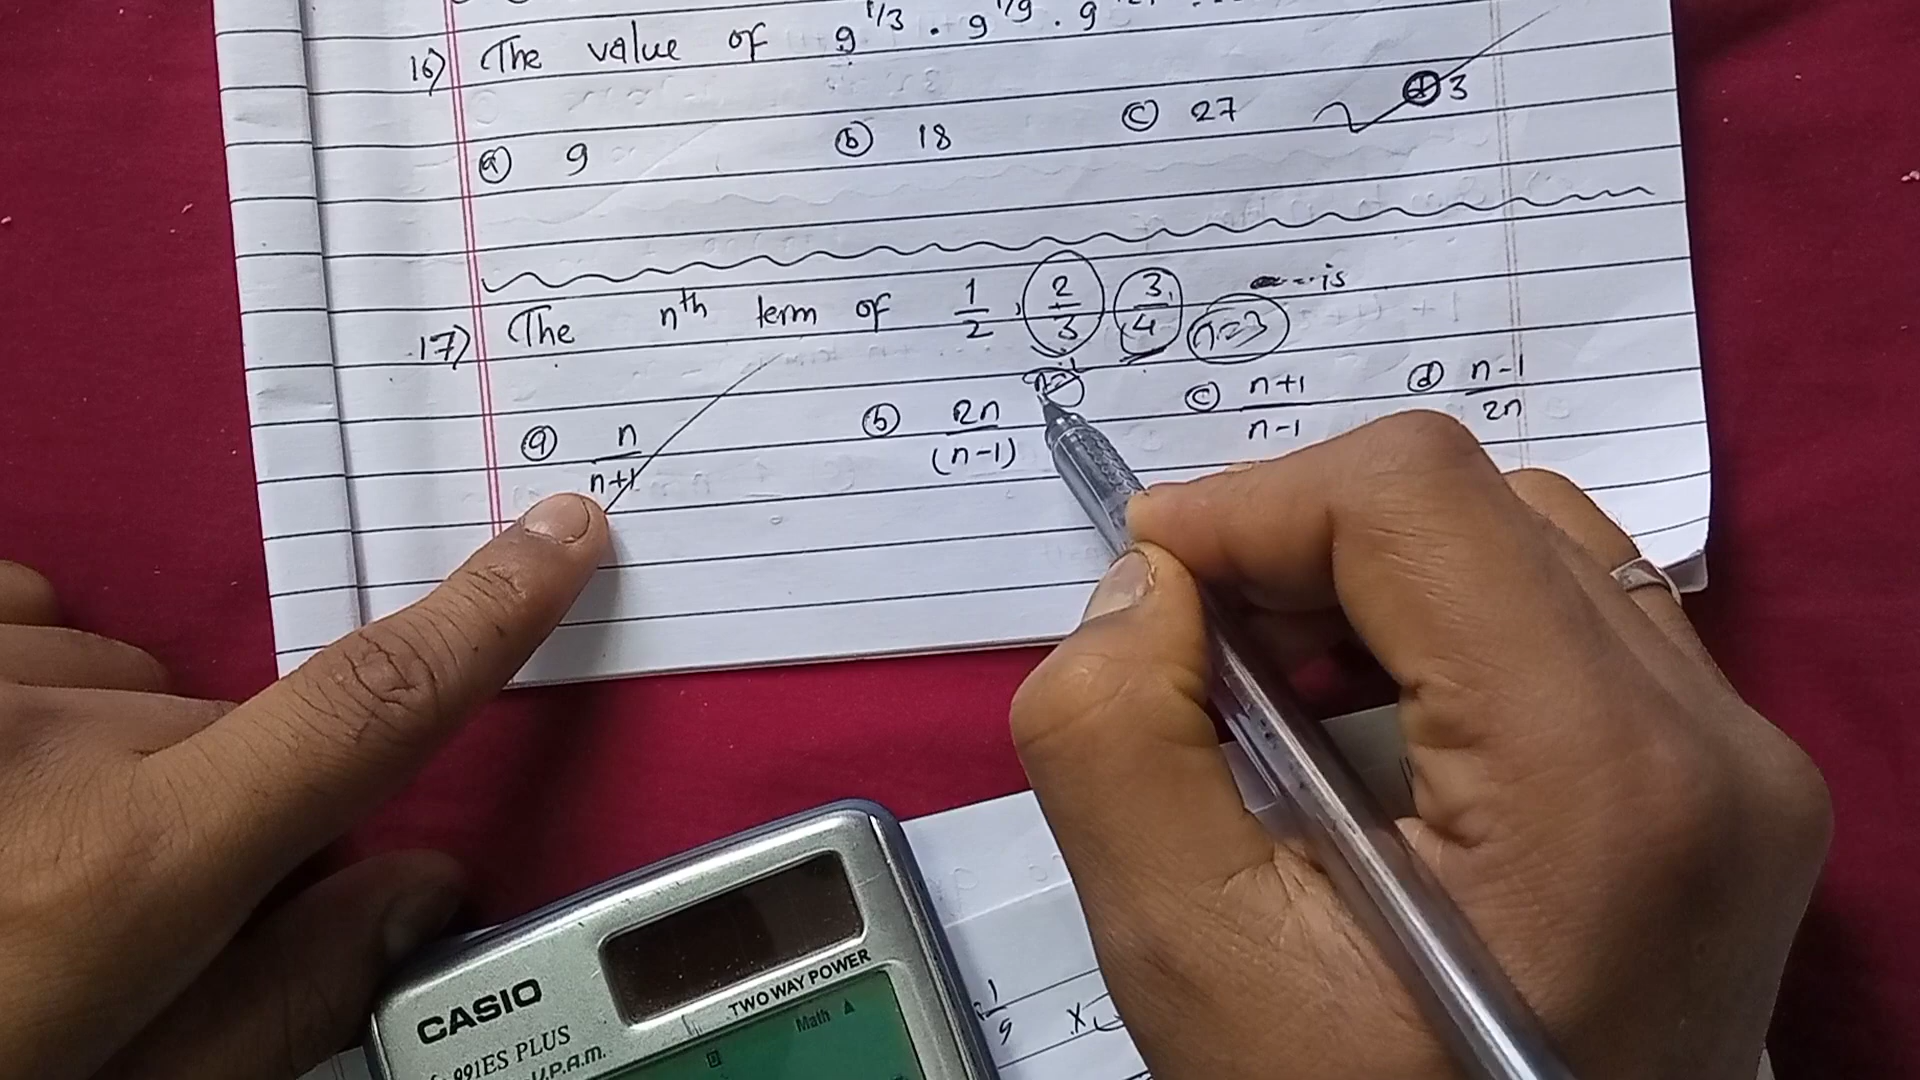 16) The value of 9^1/3 . 9^1/9 . 9
(a) 9 (b) 18 (c) 27 (d) 3
17) The nth term of 1/2, 2/3, 3/4, n=3 is
(a) n/n+1 (b) 2n/(n-1) (c) n+1/n-1 (d) n-1/2n
CASIO
991ES PLUS
V.P.A.M.
TWO WAY POWER
Math ▲
1/9 x